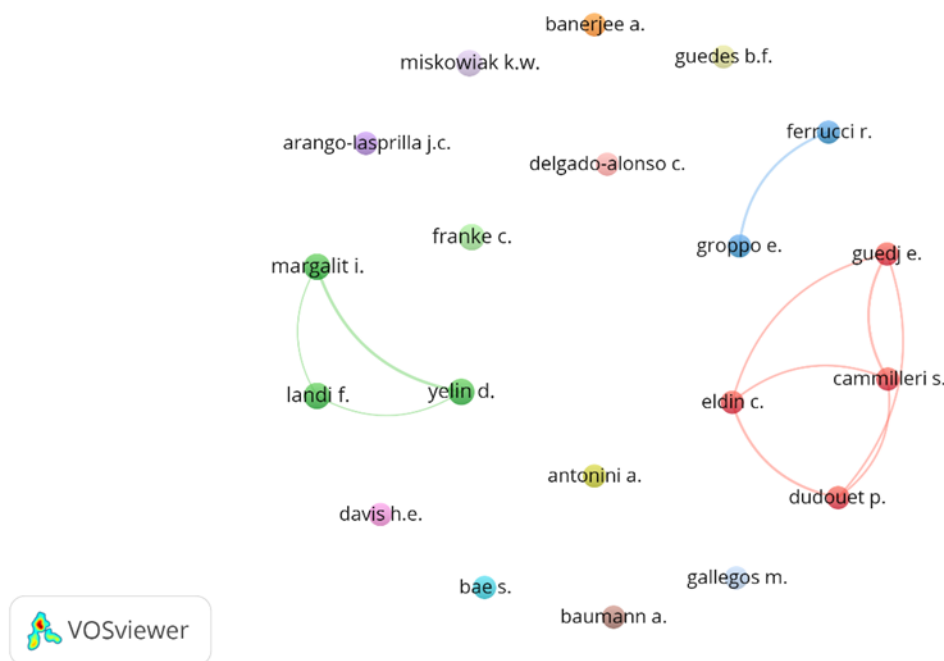 banerjee a.
guedes b.f.
miskowiak k.w.
ferrucci r.
arango-lasprilla j.c.
delgado-alonso c.
franke c.
groppo e.
guedj e.
margalit i.
cammilleri s.
landi f.
yelin d.
eldin c.
antonini a.
dudouet p.
davis h.e.
gallegos m.
bae s.
baumann a.
VOSviewer